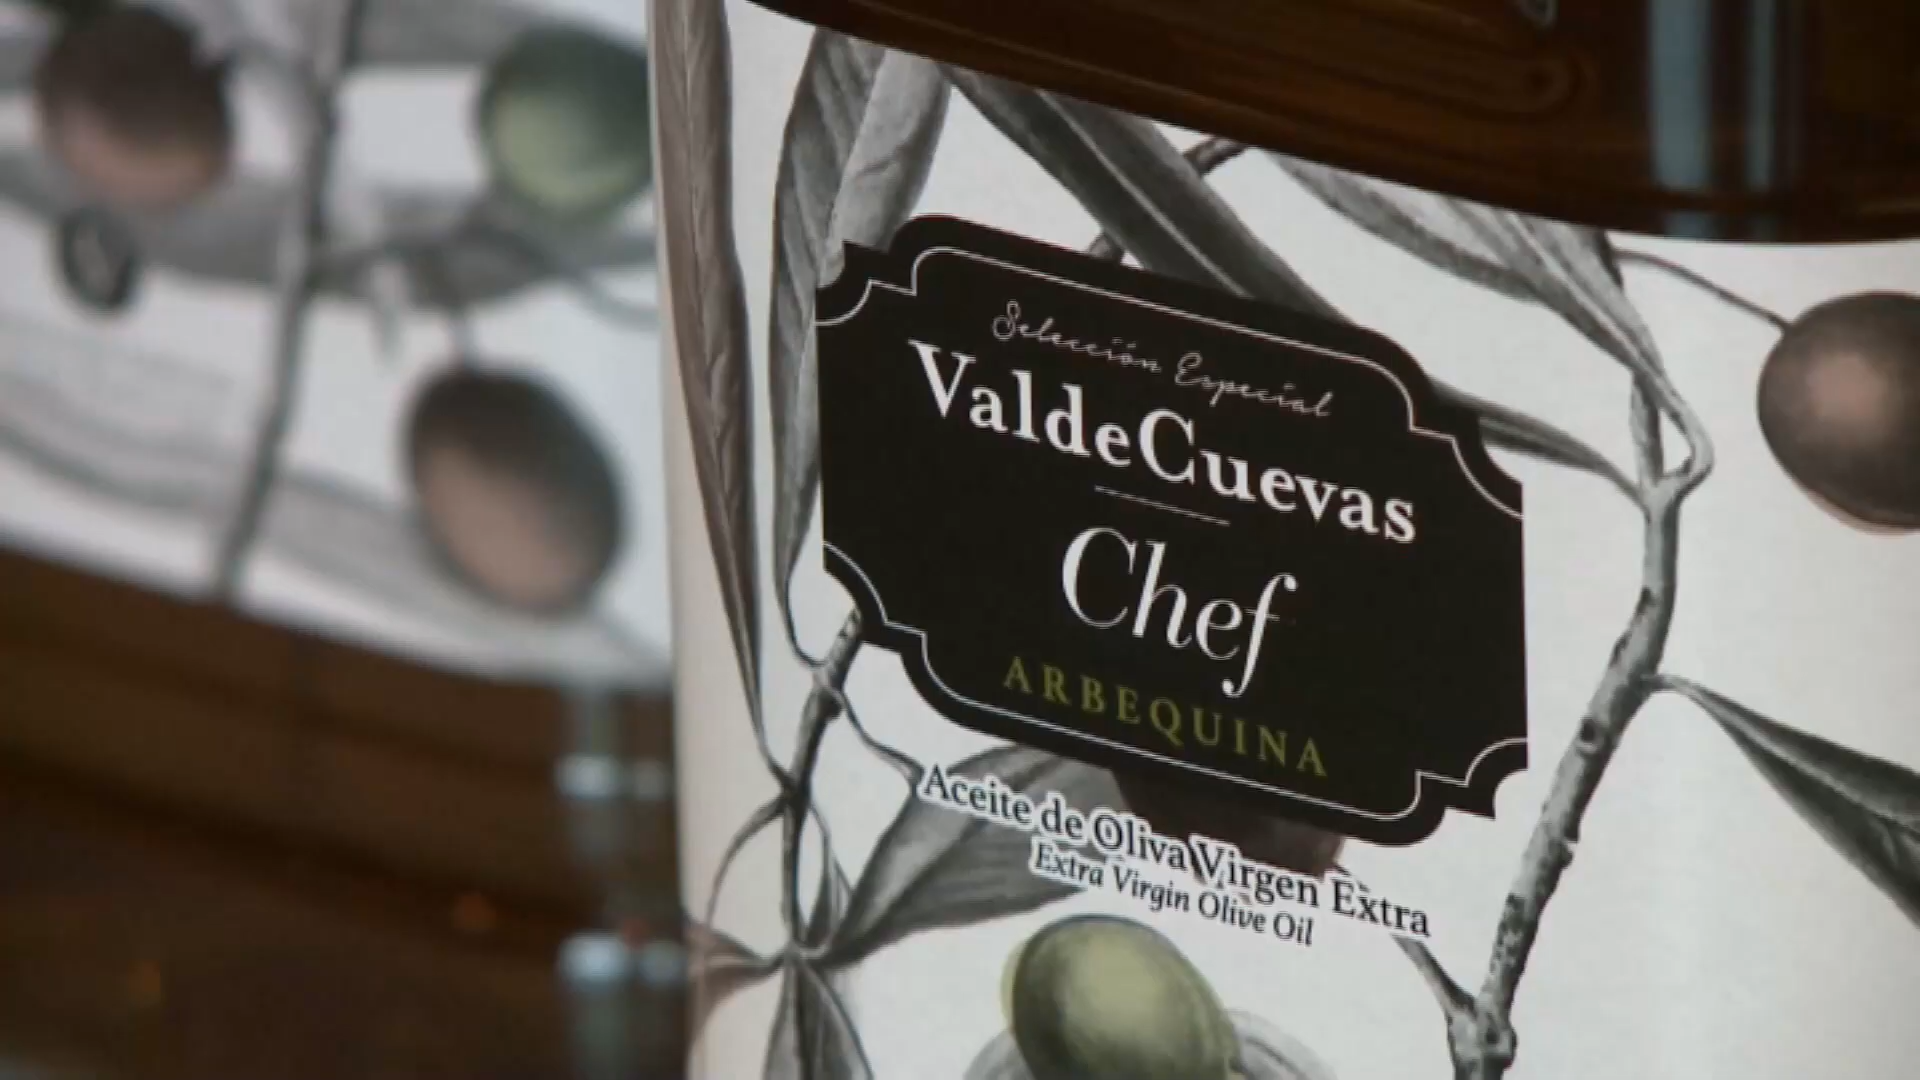 Selección Especial
ValdeCuevas
Chef
ARBEQUINA
Aceite de Oliva Virgen Extra
Extra Virgin Olive Oil